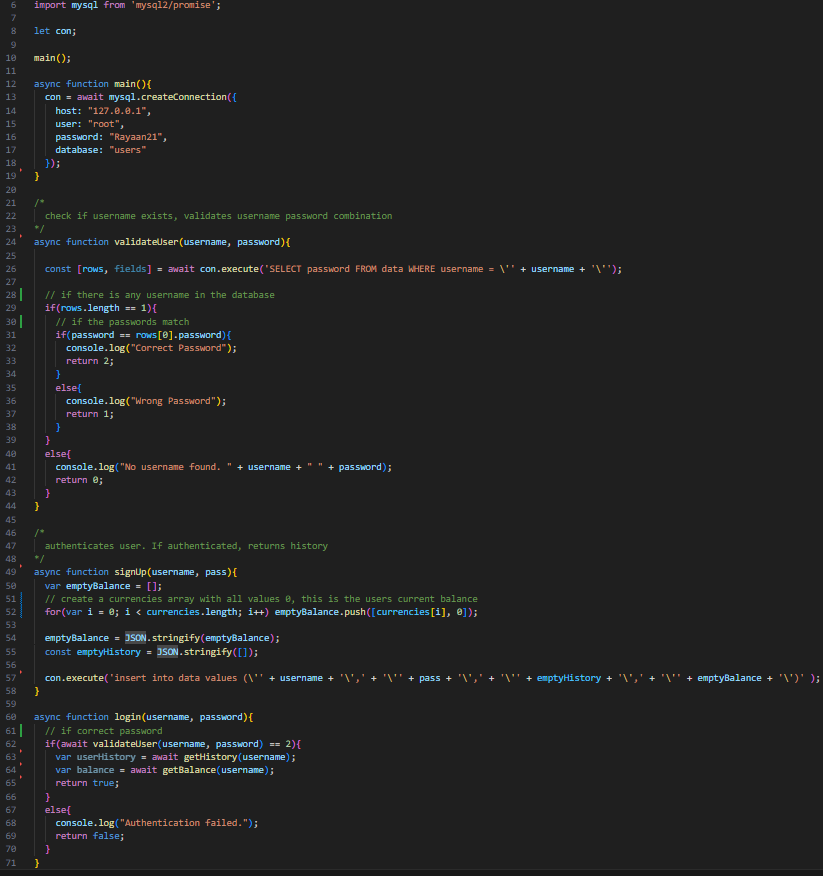 6 import mysql from 'mysql2/promise';
7
8 let con;
9
10 main();
11
12 async function main(){
13 con = await mysql.createConnection({
14 host: "127.0.0.1",
15 user: "root",
16 password: "Rayaan21",
17 database: "users"
18 });
19 }
20
21 /*
22 check if username exists, validates username password combination
23 */
24 async function validateUser(username, password){
25
26 const [rows, fields] = await con.execute('SELECT password FROM data WHERE username = \'' + username + '\'');
27
28 // if there is any username in the database
29 if(rows.length == 1){
30 // if the passwords match
31 if(password == rows[0].password){
32 console.log("Correct Password");
33 return 2;
34 }
35 else{
36 console.log("Wrong Password");
37 return 1;
38 }
39 }
40 else{
41 console.log("No username found. " + username + " " + password);
42 return 0;
43 }
44 }
45
46 /*
47 authenticates user. If authenticated, returns history
48 */
49 async function signUp(username, pass){
50 var emptyBalance = [];
51 // create a currencies array with all values 0, this is the users current balance
52 for(var i = 0; i < currencies.length; i++) emptyBalance.push([currencies[i], 0]);
53
54 emptyBalance = JSON.stringify(emptyBalance);
55 const emptyHistory = JSON.stringify([]);
56
57 con.execute('insert into data values (\'' + username + '\',' + '\'' + pass + '\',' + '\'' + emptyHistory + '\',' + '\'' + emptyBalance + '\')' );
58 }
59
60 async function login(username, password){
61 // if correct password
62 if(await validateUser(username, password) == 2){
63 var userHistory = await getHistory(username);
64 var balance = await getBalance(username);
65 return true;
66 }
67 else{
68 console.log("Authentication failed.");
69 return false;
70 }
71 }